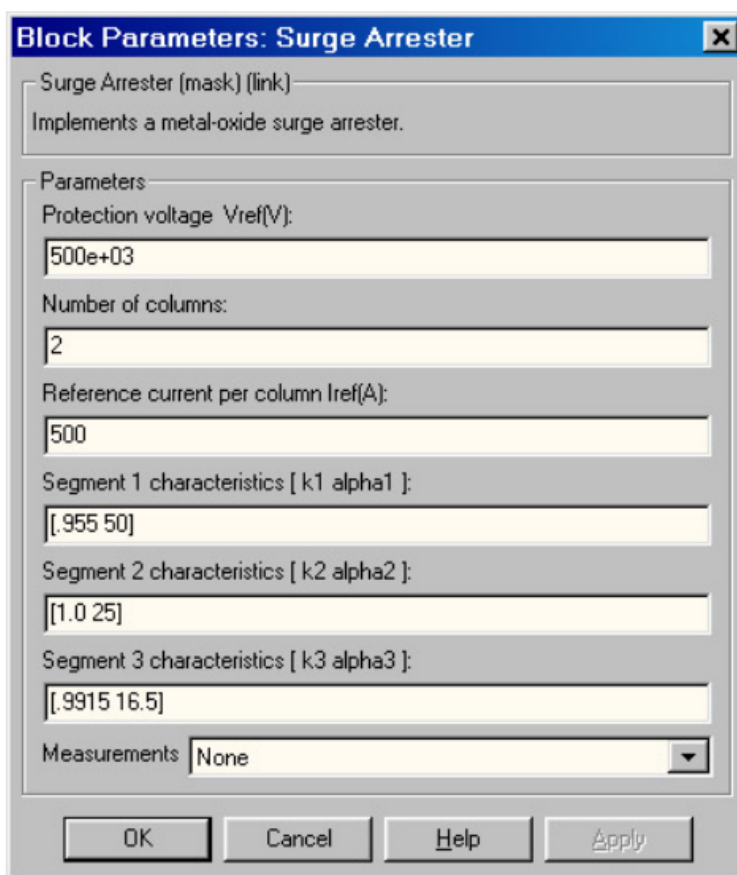 Block Parameters: Surge Arrester
Surge Arrester (mask) (link)
Implements a metal-oxide surge arrester.
Parameters
Protection voltage Vref(V):
500e+03
Number of columns:
2
Reference current per column Iref(A):
500
Segment 1 characteristics [ k1 alpha1 ]:
[.955 50]
Segment 2 characteristics [ k2 alpha2 ]:
[1.0 25]
Segment 3 characteristics [ k3 alpha3 ]:
[.9915 16.5]
Measurements None
OK Cancel Help Apply